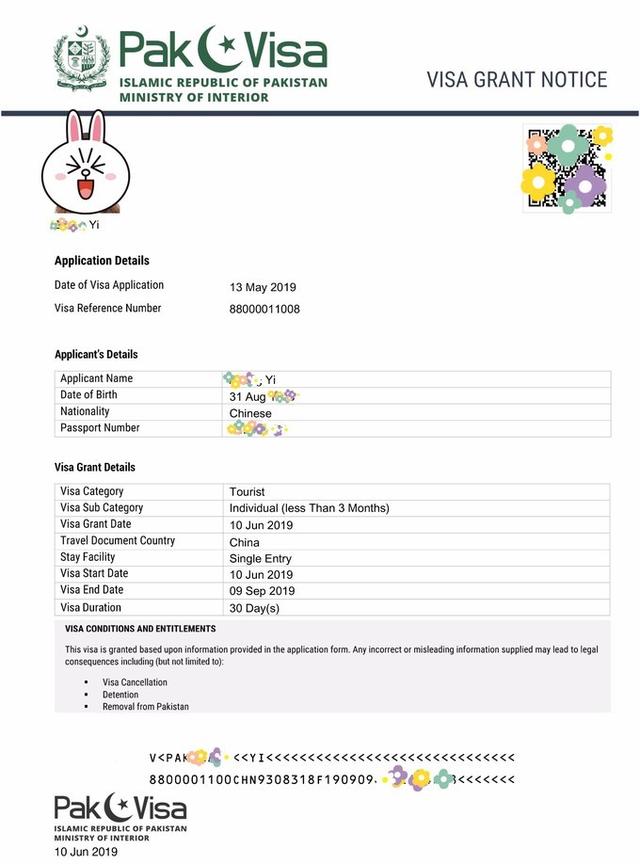 Pak Visa
ISLAMIC REPUBLIC OF PAKISTAN
MINISTRY OF INTERIOR
VISA GRANT NOTICE
Yi
Application Details
Date of Visa Application 13 May 2019
Visa Reference Number 88000011008
Applicant's Details
Applicant Name Yi
Date of Birth 31 Aug
Nationality Chinese
Passport Number
Visa Grant Details
Visa Category Tourist
Visa Sub Category Individual (less Than 3 Months)
Visa Grant Date 10 Jun 2019
Travel Document Country China
Stay Facility Single Entry
Visa Start Date 10 Jun 2019
Visa End Date 09 Sep 2019
Visa Duration 30 Day(s)
VISA CONDITIONS AND ENTITLEMENTS
This visa is granted based upon information provided in the application form. Any incorrect or misleading information supplied may lead to legal
consequences including (but not limited to):
▪ Visa Cancellation
▪ Detention
▪ Removal from Pakistan
V<PAK <<YI<<<<<<<<<<<<<<<<<<<<<<<<<<<<<<
8800001100CHN9308318F190909 <<<<<<<
Pak Visa
ISLAMIC REPUBLIC OF PAKISTAN
MINISTRY OF INTERIOR
10 Jun 2019